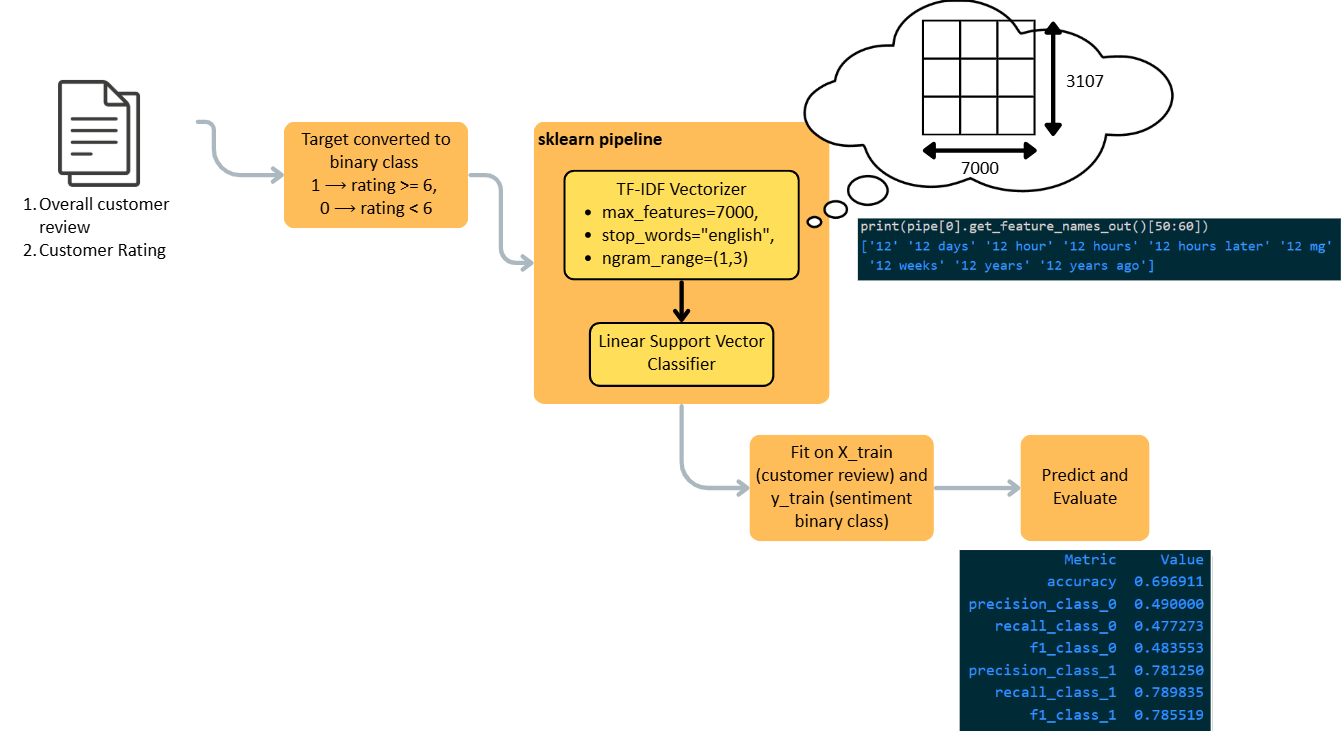 1. Overall customer
review
2. Customer Rating
Target converted to
binary class
1 → rating >= 6,
0 → rating < 6
sklearn pipeline
TF-IDF Vectorizer
• max_features=7000,
• stop_words="english",
• ngram_range=(1,3)
Linear Support Vector
Classifier
3107
7000
print(pipe[0].get_feature_names_out()[50:60])
['12' '12 days' '12 hour' '12 hours' '12 hours later' '12 mg'
'12 weeks' '12 years' '12 years ago']
Fit on X_train
(customer review) and
y_train (sentiment
binary class)
Predict and
Evaluate
Metric Value
accuracy 0.696911
precision_class_0 0.490000
recall_class_0 0.477273
f1_class_0 0.483553
precision_class_1 0.781250
recall_class_1 0.789835
f1_class_1 0.785519